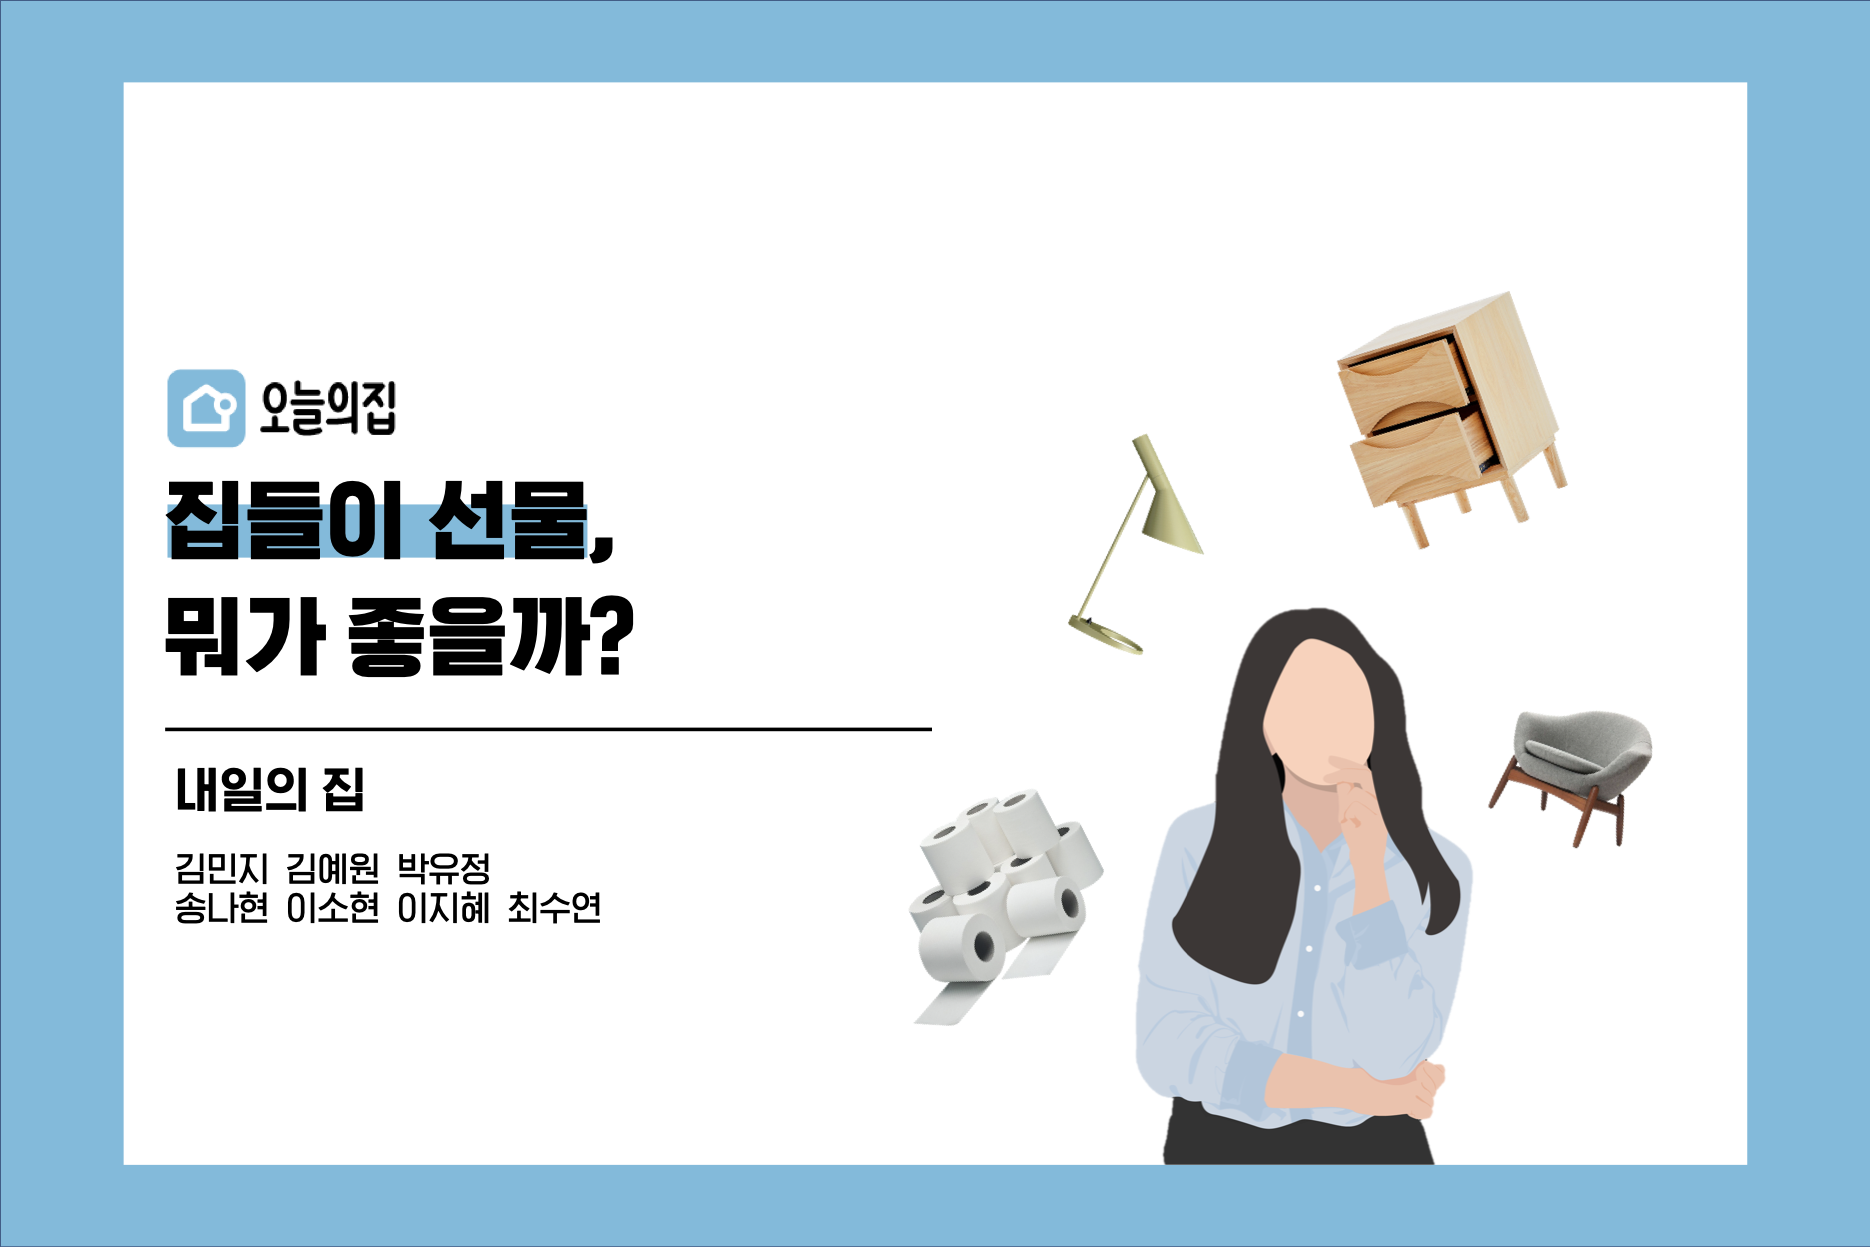 오늘의집
집들이 선물,
뭐가 좋을까?
내일의 집
김민지 김예원 박유정
송나현 이소현 이지혜 최수연